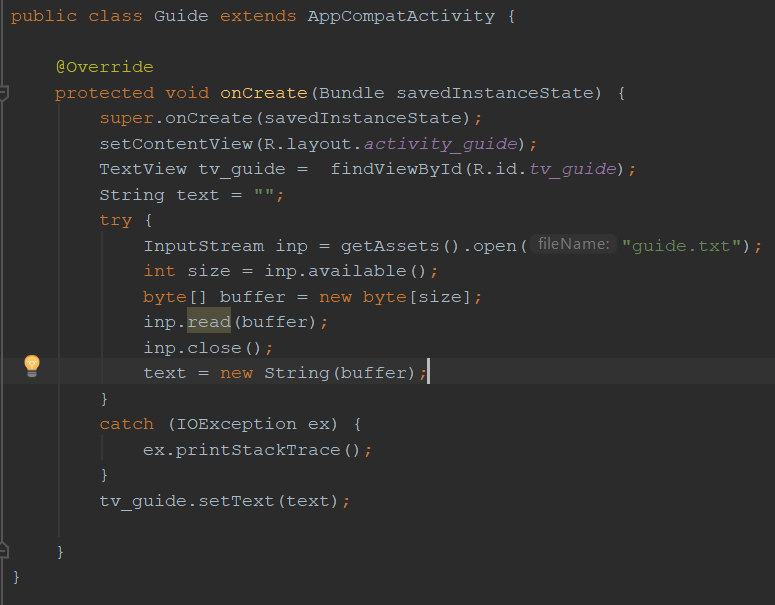 public class Guide extends AppCompatActivity {
@Override
protected void onCreate(Bundle savedInstanceState) {
super.onCreate(savedInstanceState);
setContentView(R.layout.activity_guide);
TextView tv_guide =  findViewById(R.id.tv_guide);
String text = "";
try {
InputStream inp = getAssets().open( fileName: "guide.txt");
int size = inp.available();
byte[] buffer = new byte[size];
inp.read(buffer);
inp.close();
text = new String(buffer);
}
catch (IOException ex) {
ex.printStackTrace();
}
tv_guide.setText(text);
}
}